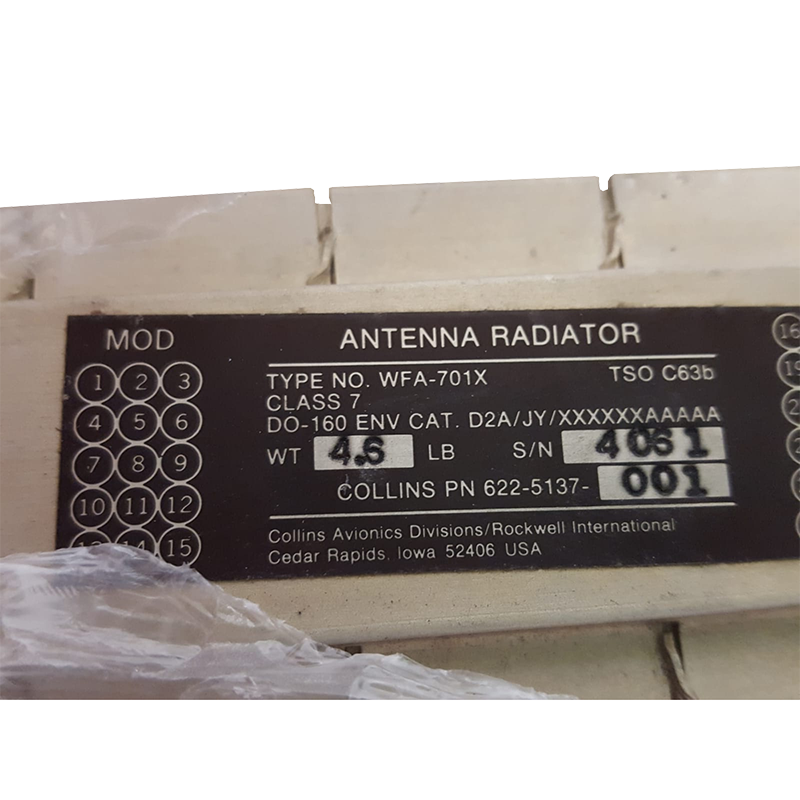 MOD
ANTENNA RADIATOR
1 2 3
4 5 6
7 8 9
10 11 12
14 15
TYPE NO. WFA-701X TSO C63b
CLASS 7
DO-160 ENV CAT. D2A/JY/XXXXXXAAAAA
WT 4.6 LB S/N 4061
COLLINS PN 622-5137-001
Collins Avionics Divisions/Rockwell International
Cedar Rapids, Iowa 52406 USA
16